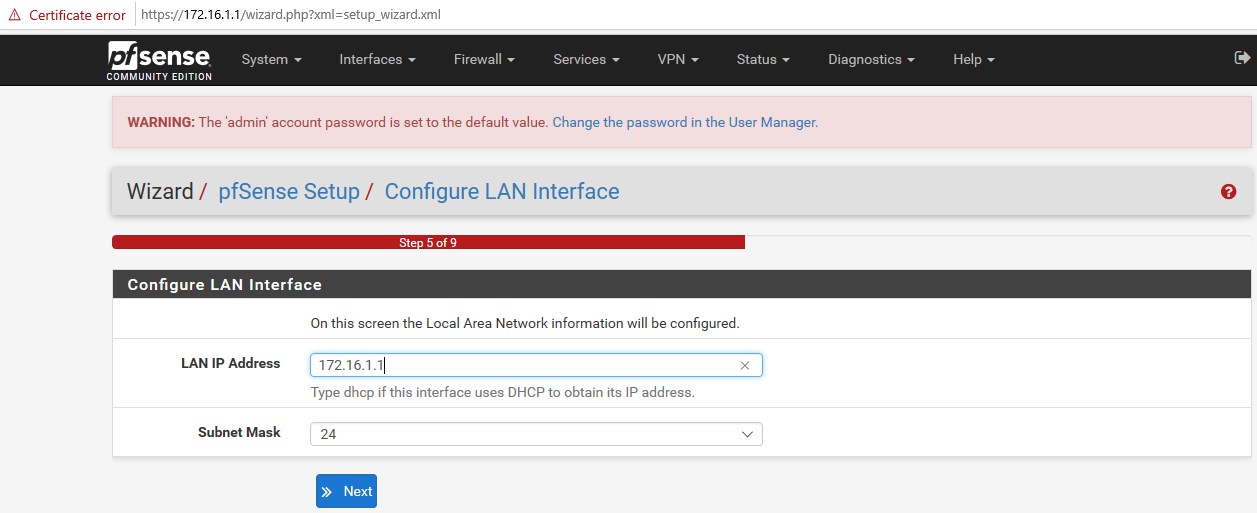 Certificate error https://172.16.1.1/wizard.php?xml=setup_wizard.xml
pfsense COMMUNITY EDITION System Interfaces Firewall Services VPN Status Diagnostics Help
WARNING: The 'admin' account password is set to the default value. Change the password in the User Manager.
Wizard / pfSense Setup / Configure LAN Interface
Step 5 of 9
Configure LAN Interface
On this screen the Local Area Network information will be configured.
LAN IP Address 172.16.1.1
Type dhcp if this interface uses DHCP to obtain its IP address.
Subnet Mask 24
Next